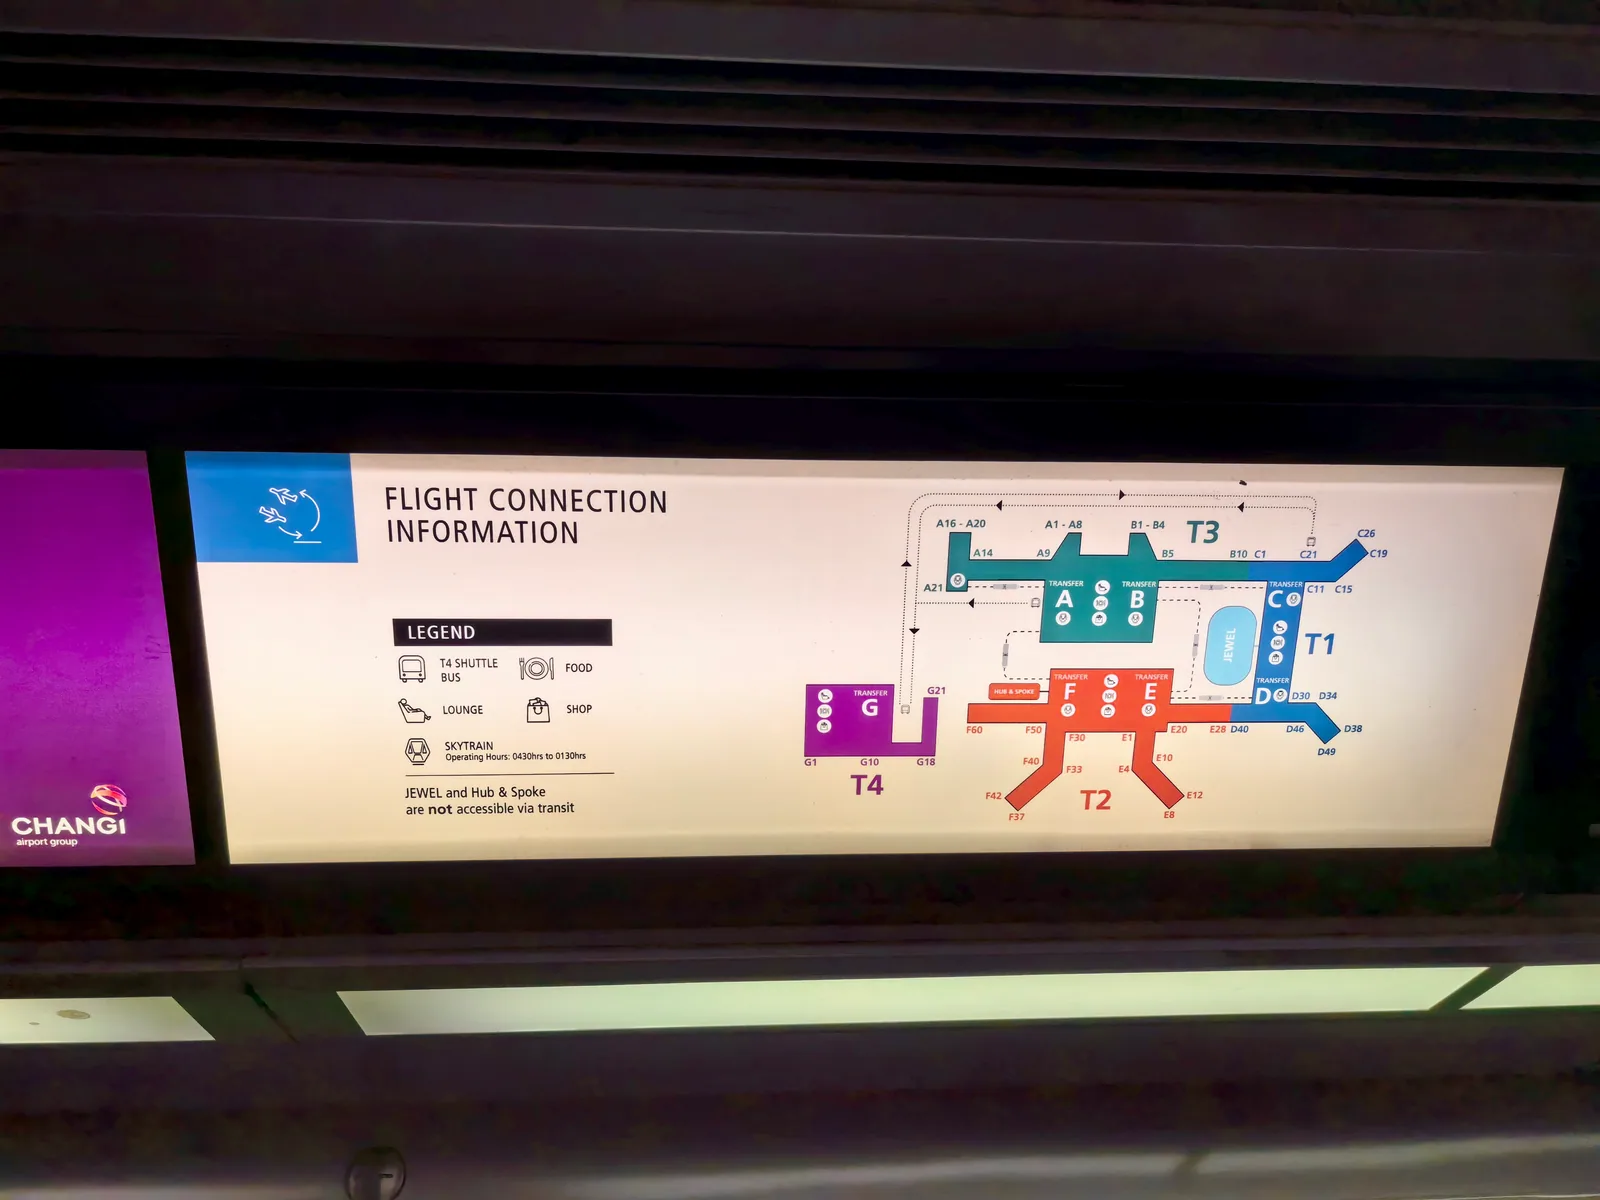 CHANGI
airport group
FLIGHT CONNECTION
INFORMATION
LEGEND
T4 SHUTTLE
BUS
FOOD
LOUNGE
SHOP
SKYTRAIN
Operating Hours: 0430hrs to 0130hrs
JEWEL and Hub & Spoke
are not accessible via transit
A16 - A20
A1 - A8
B1 - B4
T3
A14
A9
B5
B10
C1
C21
C26
C19
A21
C11
C15
TRANSFER
A
TRANSFER
B
TRANSFER
C
JEWEL
T1
TRANSFER
D
D30
D34
HUB & SPOKE
TRANSFER
F
TRANSFER
E
TRANSFER
G
G21
G1
G10
G18
T4
F60
F50
F30
E1
E20
E28
D40
D46
D38
D49
F40
F33
E4
E10
F42
F37
T2
E12
E8